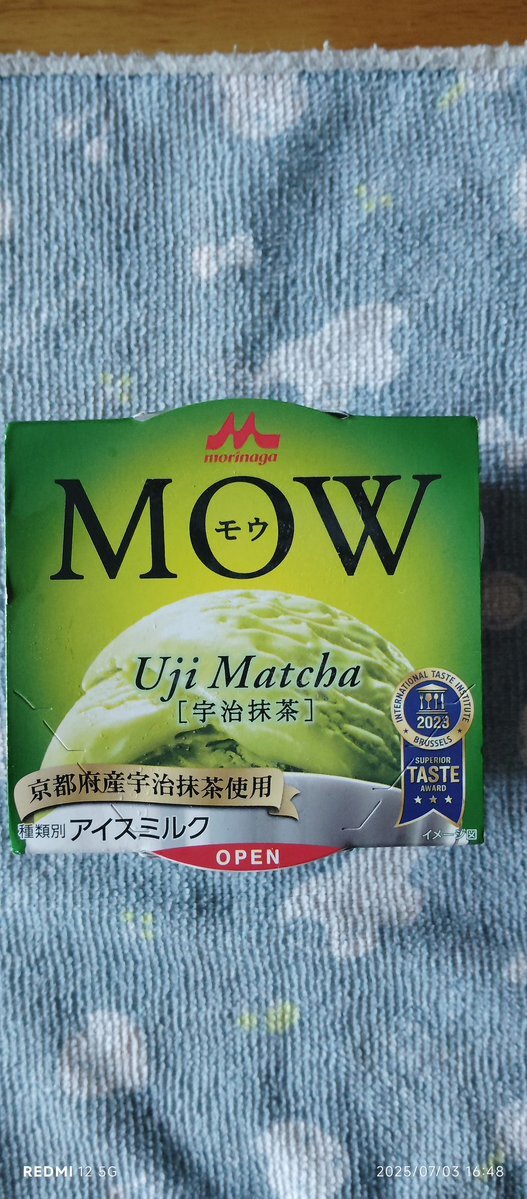 morinaga
MOW
モウ
Uji Matcha
[宇治抹茶]
INTERNATIONAL TASTE INSTITUTE
2023
BRUSSELS
SUPERIOR
TASTE
AWARD
京都府産宇治抹茶使用
種類別 アイスミルク
イメージ図
OPEN
REDMI 12 5G
2025/07/03 16:48